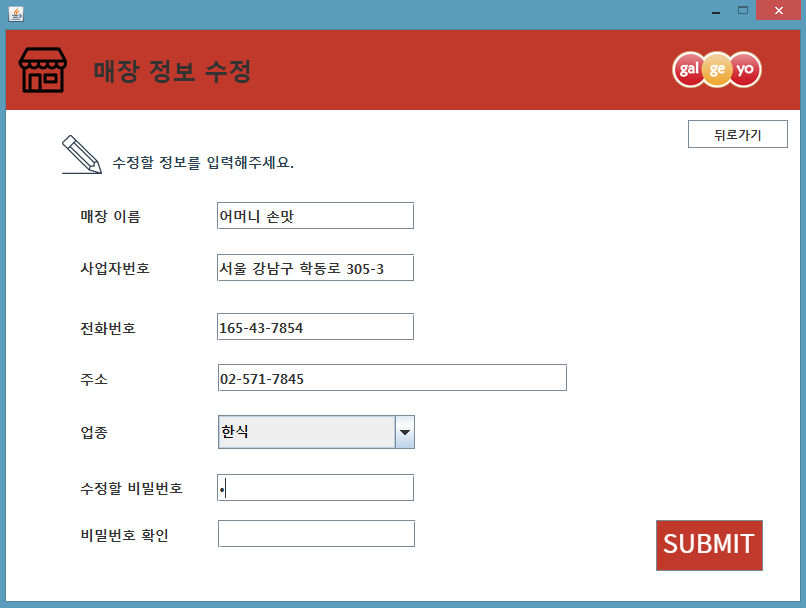 매장 정보 수정
gal ge yo
뒤로가기
수정할 정보를 입력해주세요.
매장 이름 어머니 손맛
사업자번호 서울 강남구 학동로 305-3
전화번호 165-43-7854
주소 02-571-7845
업종 한식
수정할 비밀번호 •
비밀번호 확인
SUBMIT